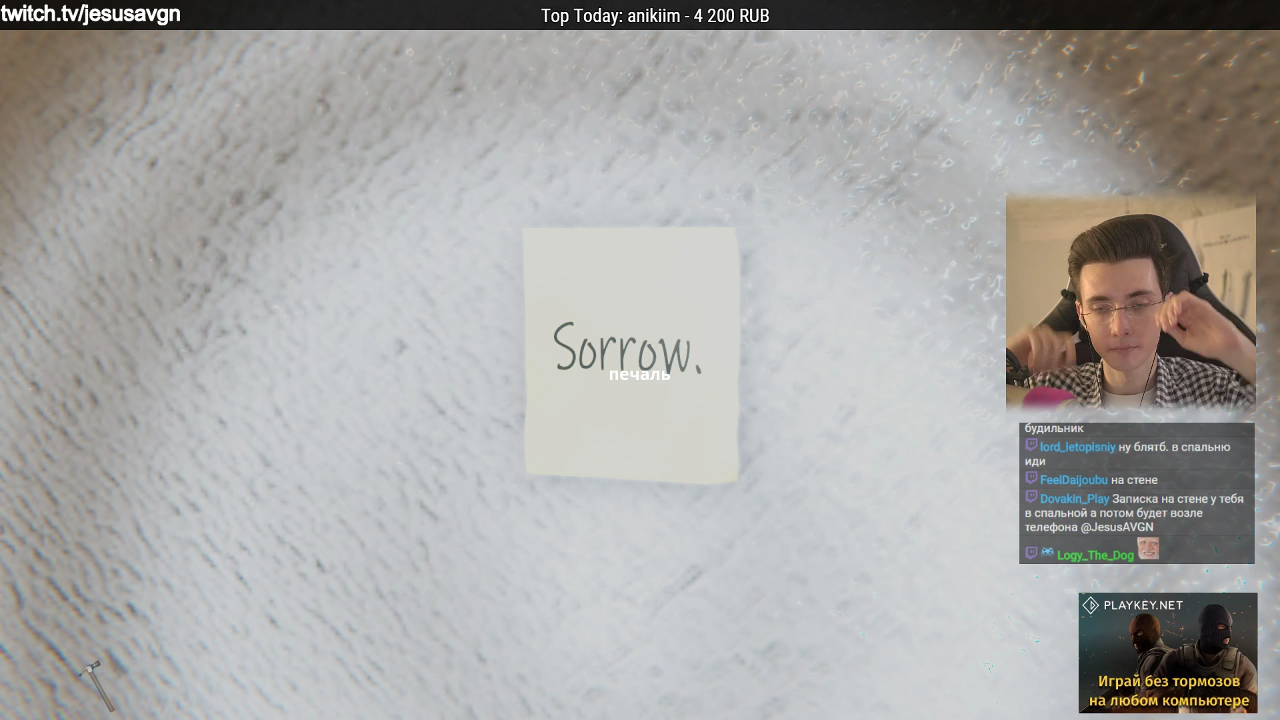 twitch.tv/jesusavgn
Top Today: anikiim - 4 200 RUB
Sorrow.
печаль
будильник
lord_letopisniy ну блятб. в спальню
иди
FeelDaijoubu на стене
Dovakin_Play Записка на стене у тебя
в спальной а потом будет возле
телефона @JesusAVGN
Logy_The_Dog
PLAYKEY.NET
Играй без тормозов
на любом компьютере